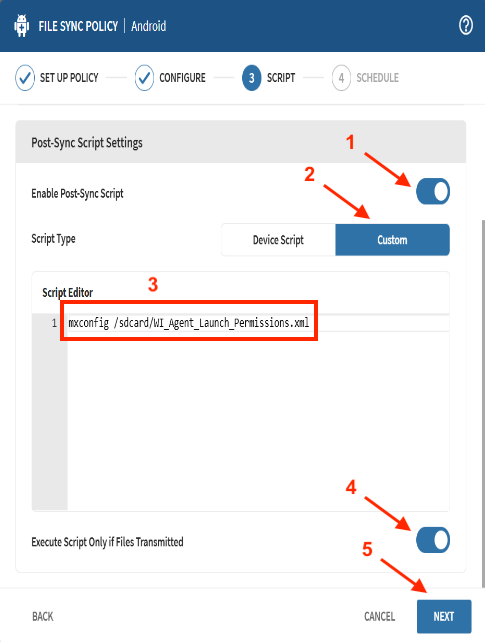 FILE SYNC POLICY | Android
SET UP POLICY
CONFIGURE
3 SCRIPT
4 SCHEDULE
Post-Sync Script Settings
1
Enable Post-Sync Script
2
Script Type
Device Script
Custom
3
Script Editor
1 mxconfig /sdcard/WI_Agent_Launch_Permissions.xml
4
Execute Script Only if Files Transmitted
5
BACK
CANCEL
NEXT